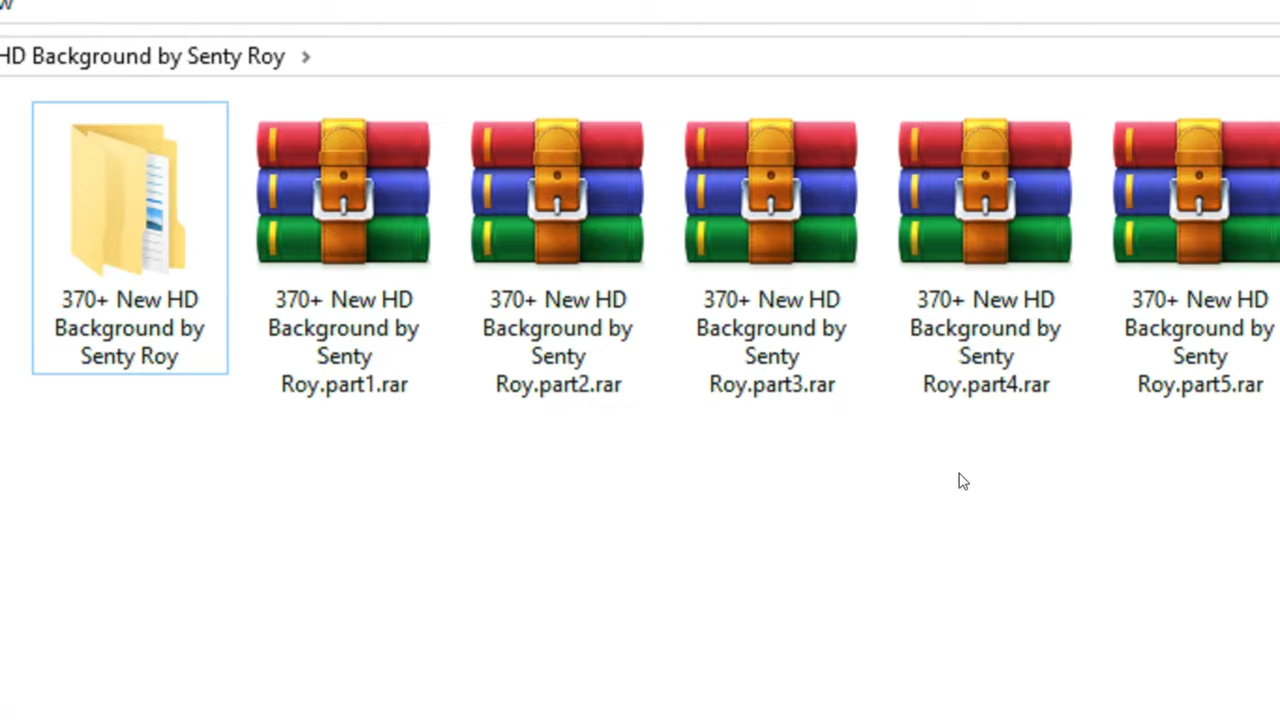 w
HD Background by Senty Roy
370+ New HD
Background by
Senty Roy
370+ New HD
Background by
Senty
Roy.part1.rar
370+ New HD
Background by
Senty
Roy.part2.rar
370+ New HD
Background by
Senty
Roy.part3.rar
370+ New HD
Background by
Senty
Roy.part4.rar
370+ New HD
Background by
Senty
Roy.part5.rar